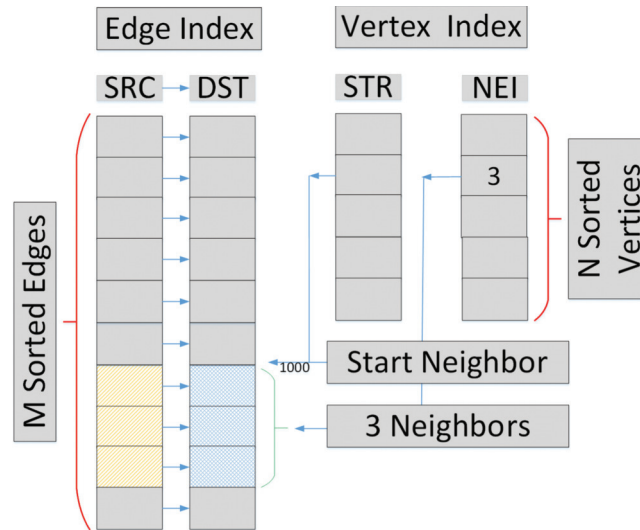 Edge Index
Vertex Index
SRC
DST
STR
NEI
3
M Sorted Edges
N Sorted
Vertices
1000
Start Neighbor
3 Neighbors